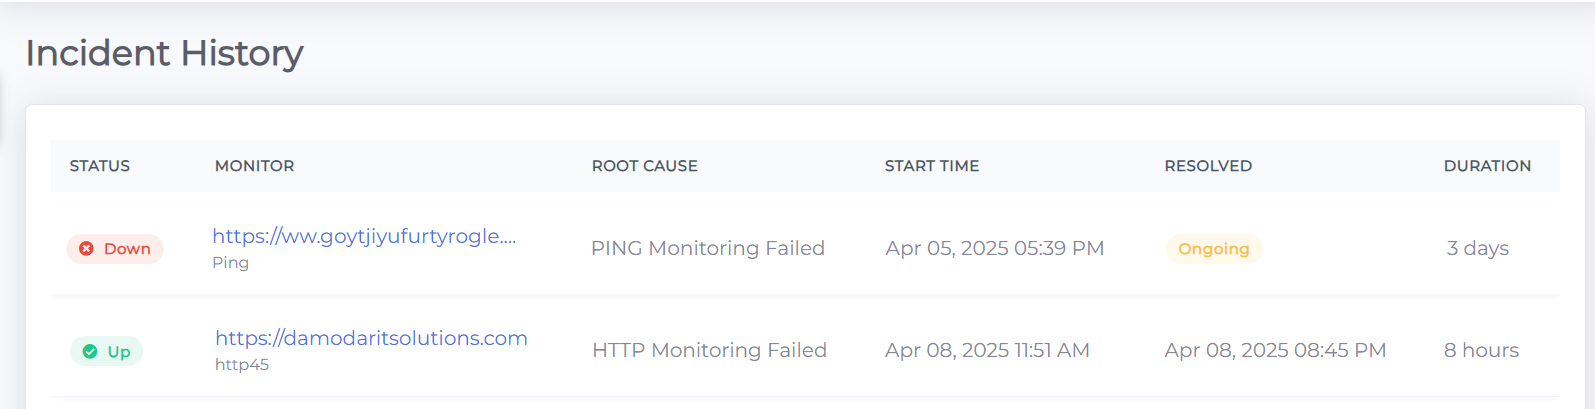 Incident History
STATUS MONITOR ROOT CAUSE START TIME RESOLVED DURATION
Down https://ww.goytjiyufurtyrogle.... PING Monitoring Failed Apr 05, 2025 05:39 PM Ongoing 3 days
Ping
Up https://damodaritsolutions.com HTTP Monitoring Failed Apr 08, 2025 11:51 AM Apr 08, 2025 08:45 PM 8 hours
http45